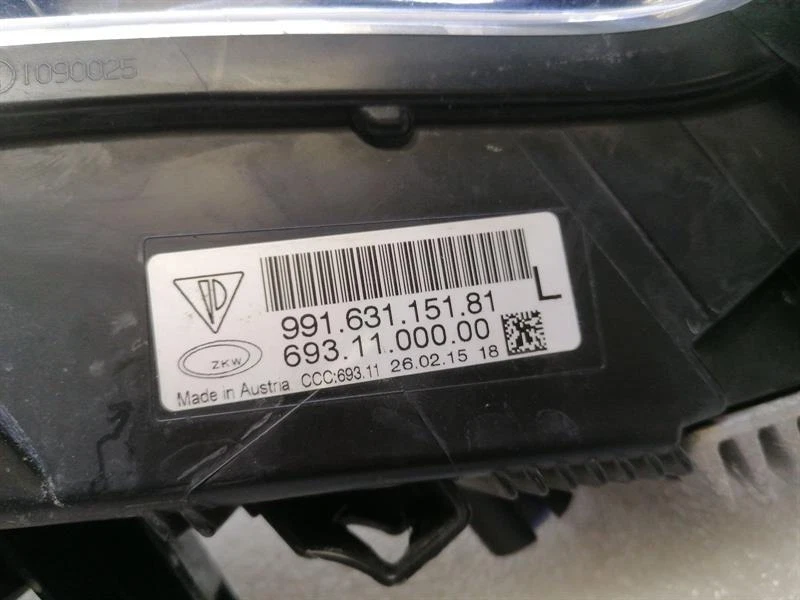 1090025
991.631.151.81 L
693.11.000.00
ZKW
Made in Austria CCC:693.11 26.02.15 18